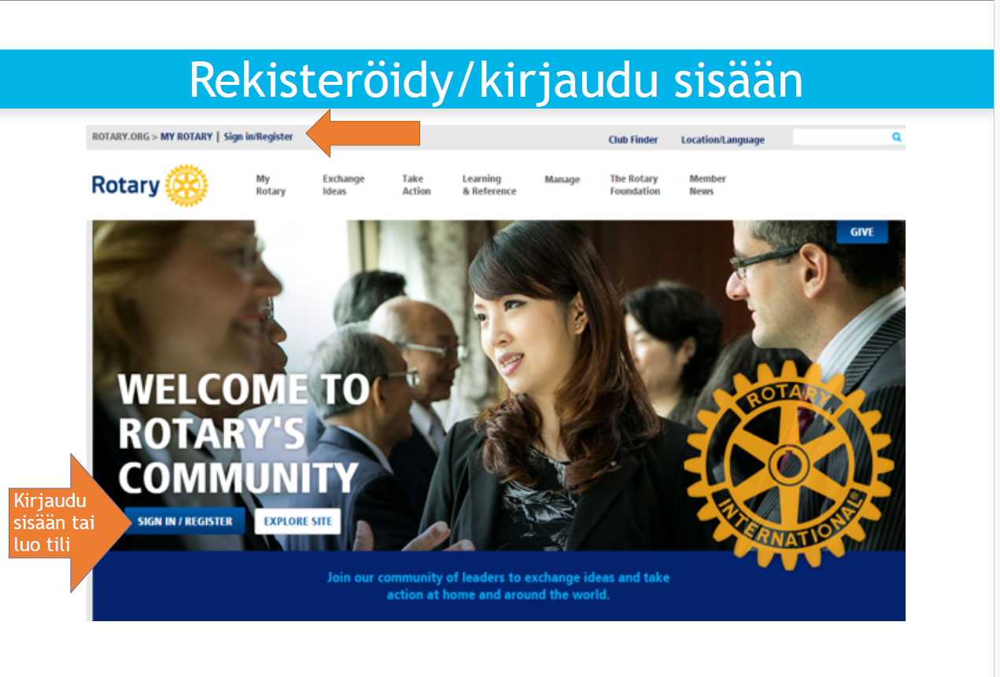 Rekisteröidy/kirjaudu sisään
ROTARY.ORG > MY ROTARY | Sign in/Register
Club Finder
Location/Language
Rotary
My
Rotary
Exchange
Ideas
Take
Action
Learning
& Reference
Manage
The Rotary
Foundation
Member
News
GIVE
WELCOME TO
ROTARY'S
COMMUNITY
ROTARY
INTERNATIONAL®
Kirjaudu
sisään tai
luo tili
SIGN IN / REGISTER
EXPLORE SITE
Join our community of leaders to exchange ideas and take
action at home and around the world.